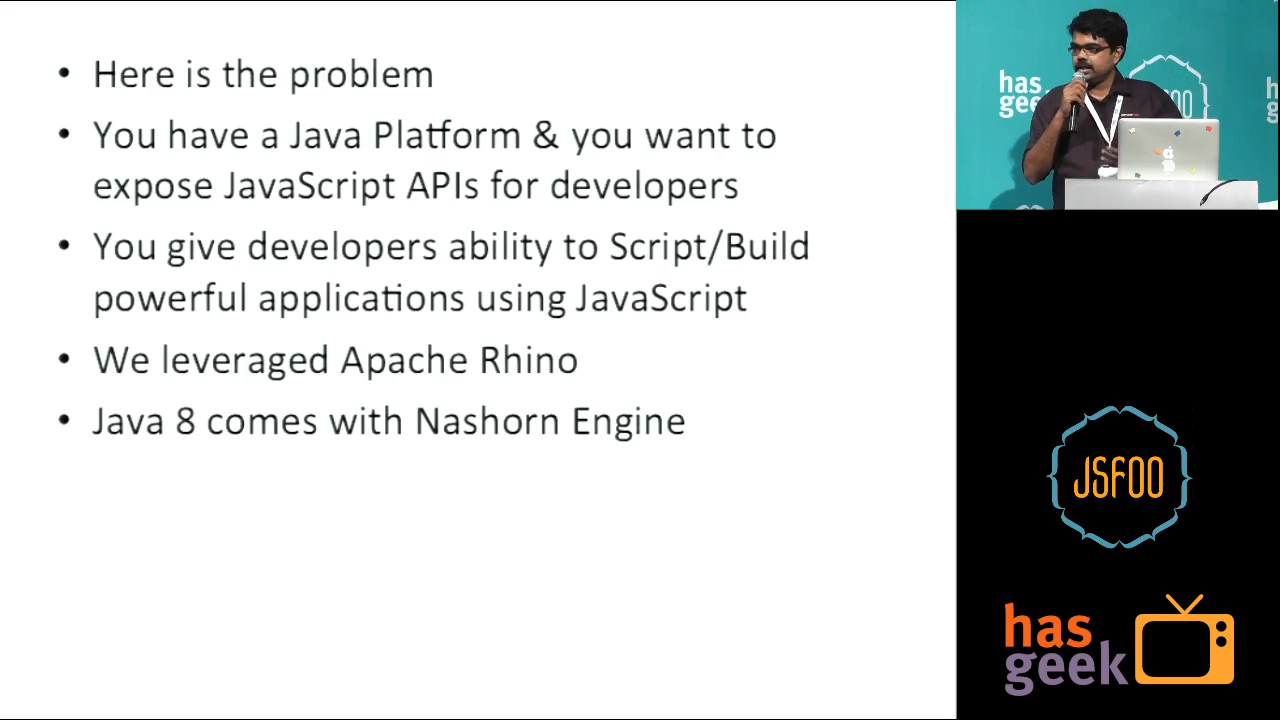 • Here is the problem
• You have a Java Platform & you want to
expose JavaScript APIs for developers
• You give developers ability to Script/Build
powerful applications using JavaScript
• We leveraged Apache Rhino
• Java 8 comes with Nashorn Engine
has
geek
JSFOO
has
geek